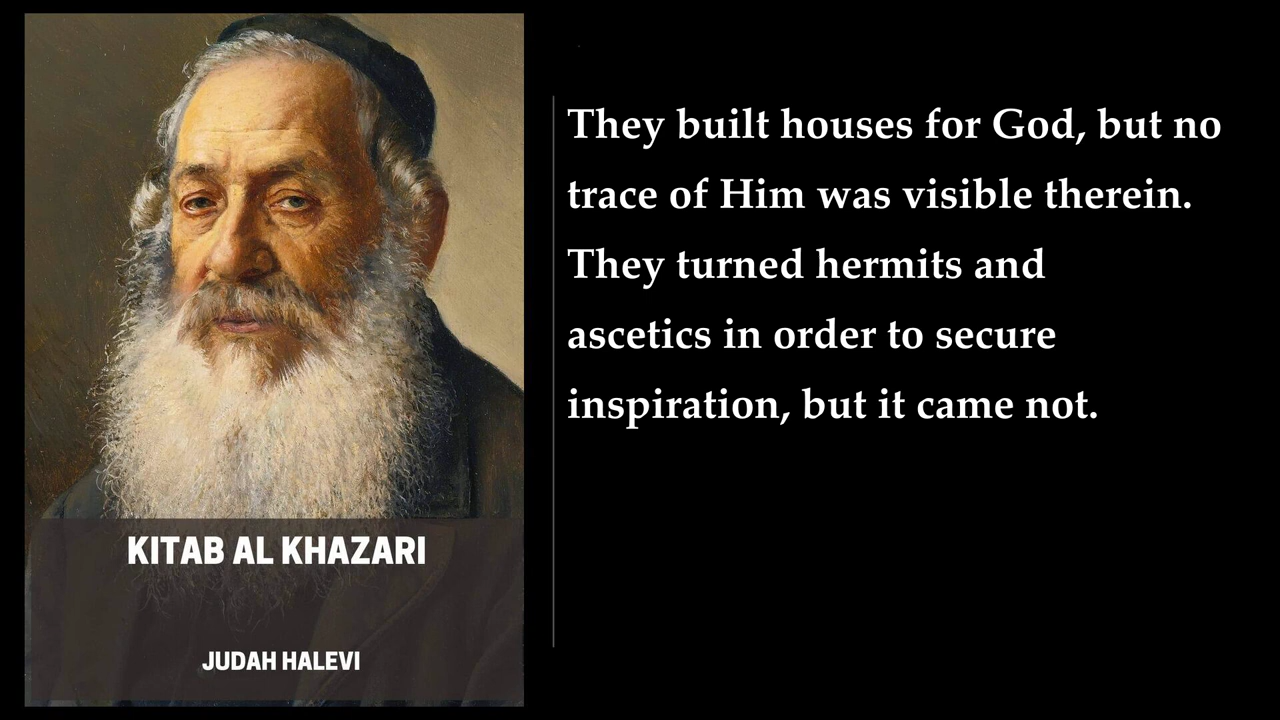 KITAB AL KHAZARI
JUDAH HALEVI
They built houses for God, but no
trace of Him was visible therein.
They turned hermits and
ascetics in order to secure
inspiration, but it came not.